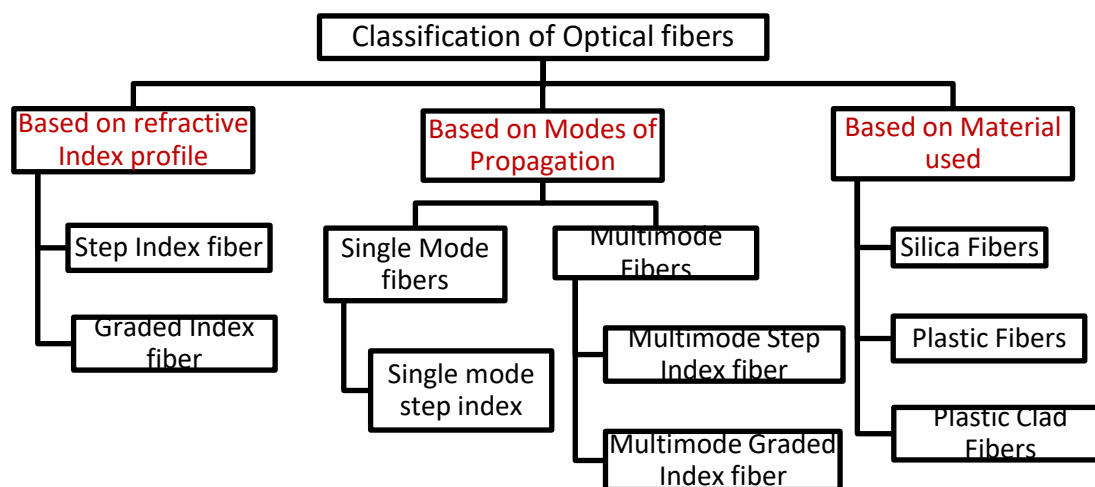 Classification of Optical fibers
Based on refractive
Index profile
Step Index fiber
Graded Index
fiber
Based on Modes of
Propagation
Single Mode
fibers
Single mode
step index
Multimode
Fibers
Multimode Step
Index fiber
Multimode Graded
Index fiber
Based on Material
used
Silica Fibers
Plastic Fibers
Plastic Clad
Fibers